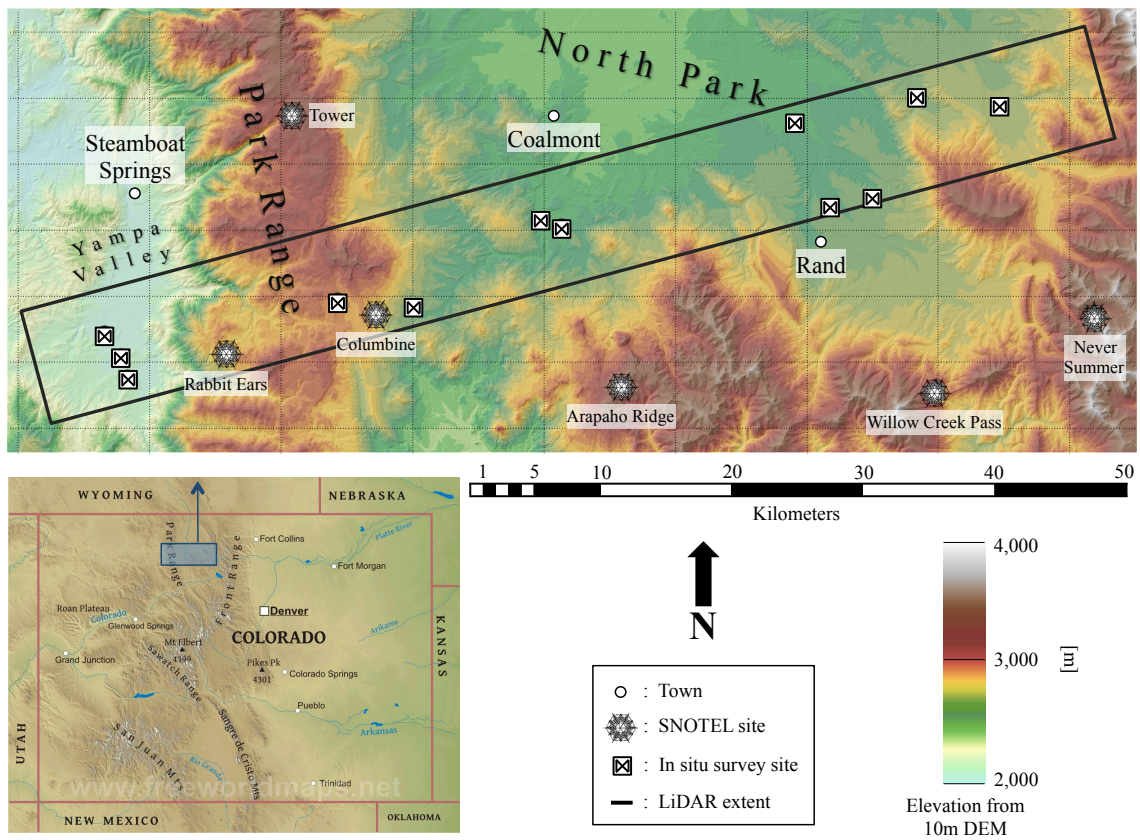 North Park
Park Range
Tower
Coalmont
Steamboat
Springs
Yampa
Valley
Rand
Columbine
Rabbit Ears
Never
Summer
Arapaho Ridge
Willow Creek Pass
1 5 10 20 30 40 50
Kilometers
N
WYOMING
NEBRASKA
Park Range
Fort Collins
Platte River
Fort Morgan
Front Range
Roan Plateau
Colorado
Glenwood Springs
Denver
COLORADO
KANSAS
Mt Elbert
4399
Arikaree
Grand Junction
Sawatch Range
Pikes Pk
4301
Colorado Springs
Pueblo
Arkansas
UTAH
San Juan Mts
Rio Grande
Sangre de Cristo Mts
Trinidad
www.freeworldmaps.net
NEW MEXICO
OKLAHOMA
: Town
: SNOTEL site
: In situ survey site
: LiDAR extent
4,000
3,000
[m]
2,000
Elevation from
10m DEM